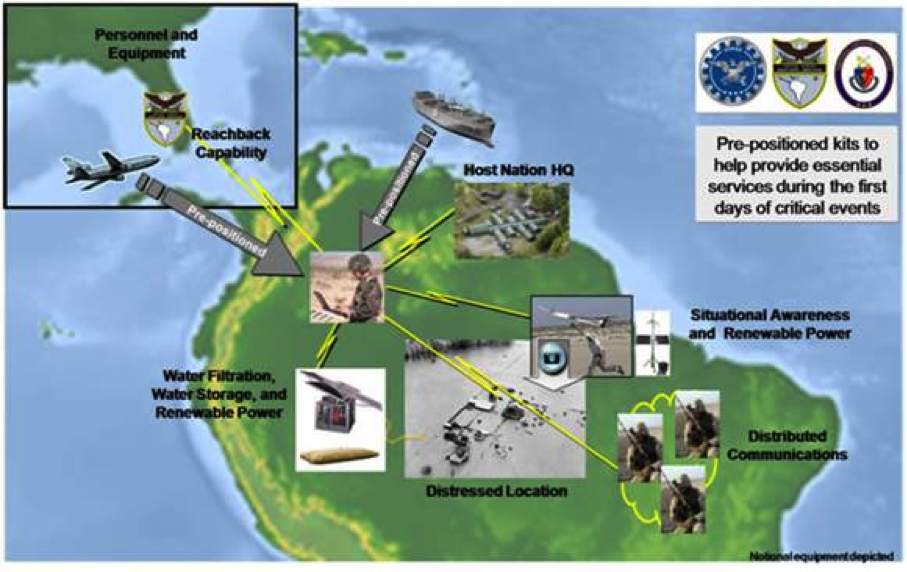 Personnel and
Equipment
Reachback
Capability
Pre-positioned
Pre-positioned
Host Nation HQ
Pre-positioned kits to
help provide essential
services during the first
days of critical events
Situational Awareness
and Renewable Power
Water Filtration,
Water Storage, and
Renewable Power
Distressed Location
Distributed
Communications
Notional equipment depicted